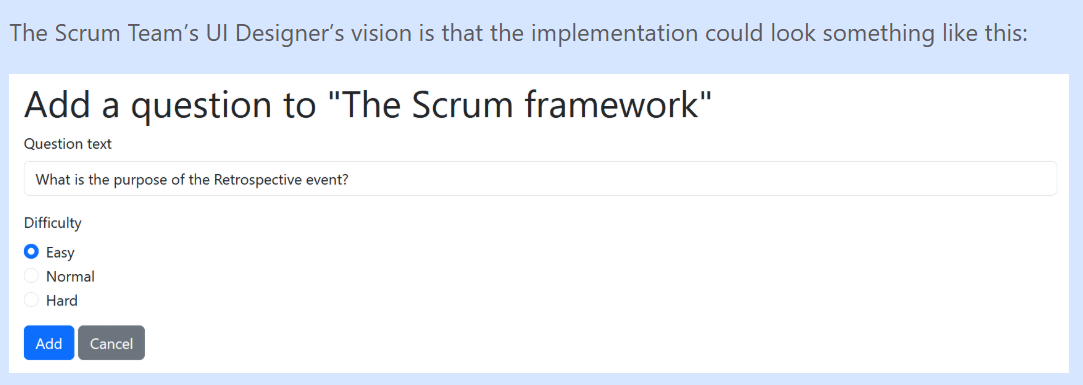 The Scrum Team’s UI Designer’s vision is that the implementation could look something like this:
Add a question to "The Scrum framework"
Question text
What is the purpose of the Retrospective event?
Difficulty
Easy
Normal
Hard
Add Cancel